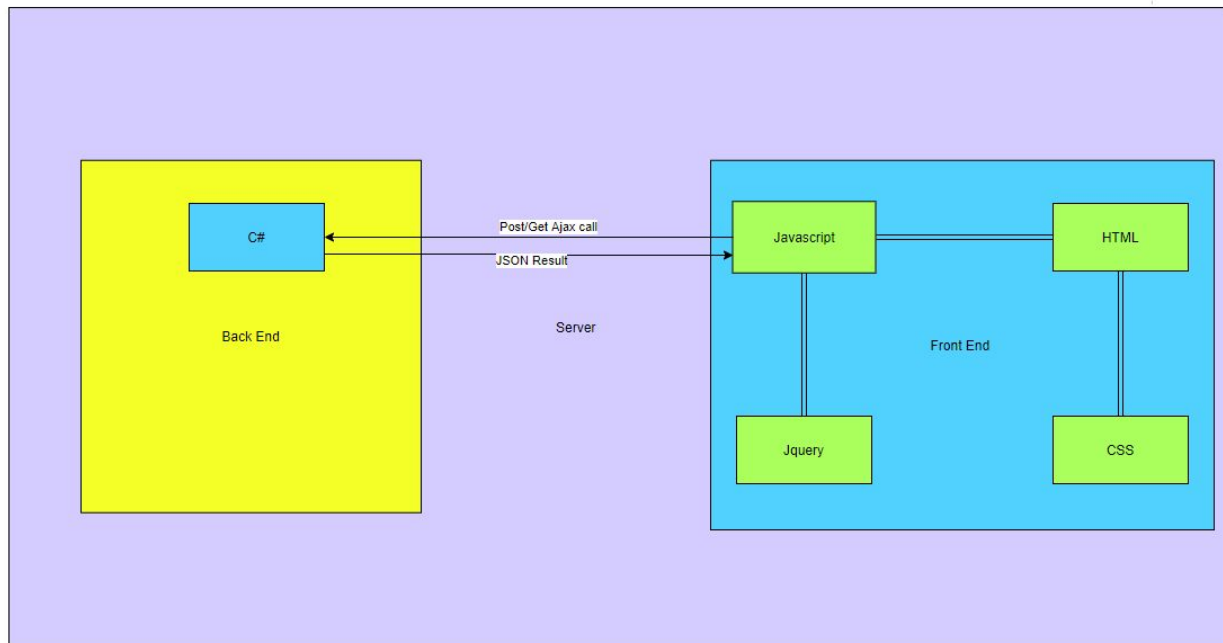 Post/Get Ajax call
C#
Javascript
HTML
JSON Result
Server
Back End
Front End
Jquery
CSS